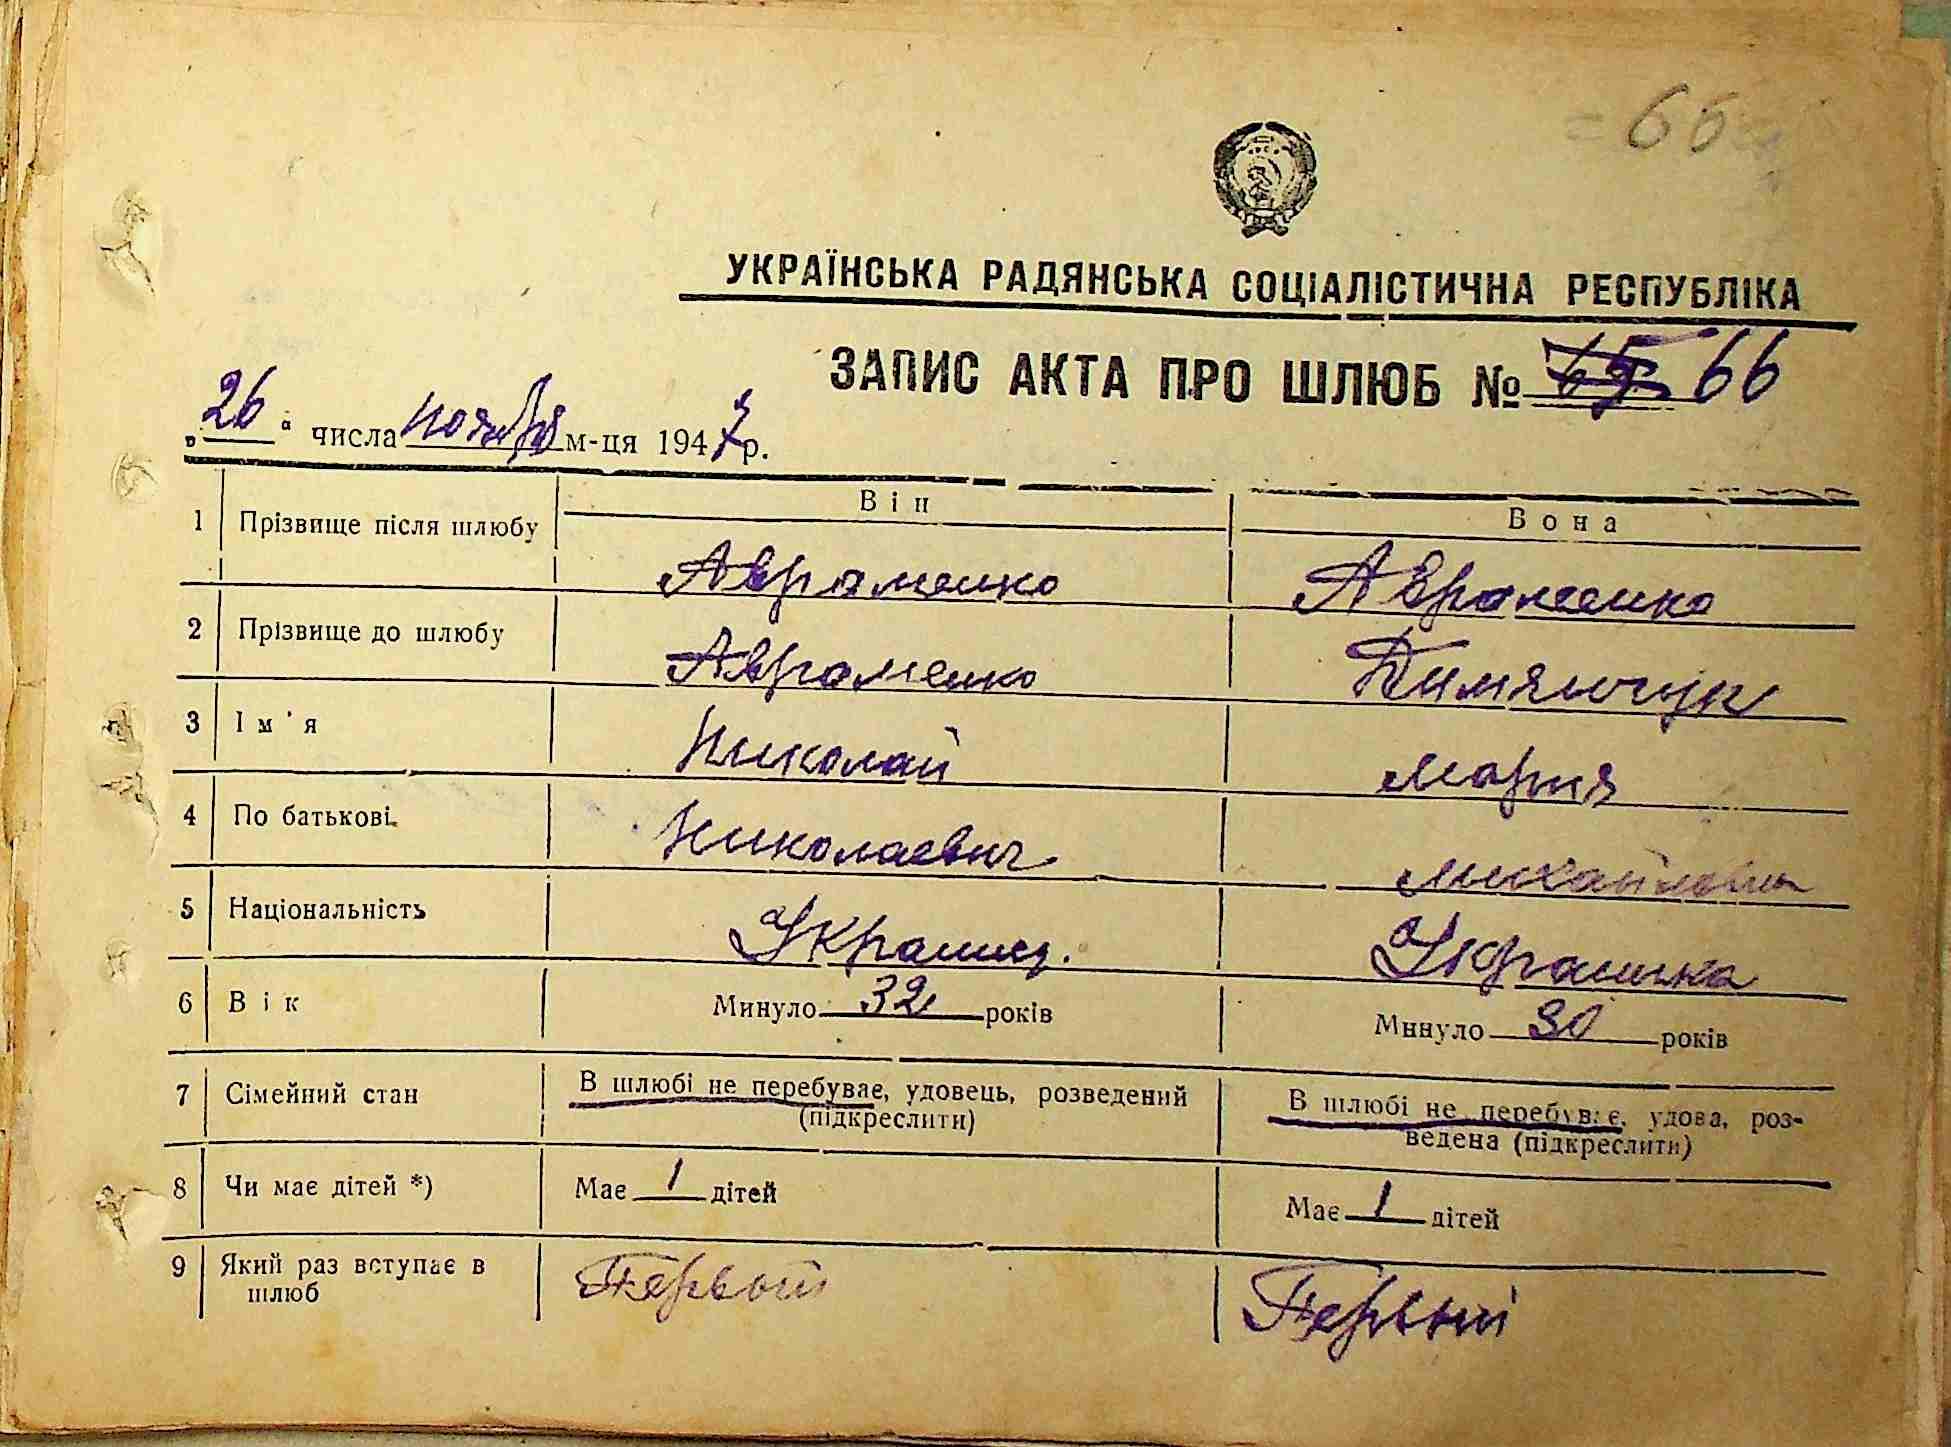 = 66
УКРАЇНСЬКА РАДЯНСЬКА СОЦІАЛІСТИЧНА РЕСПУБЛІКА
ЗАПИС АКТА ПРО ШЛЮБ № 66
„26“ числа ноября м-ця 1947 р.
Він Вона
1 Прізвище після шлюбу Авраменко Авраменко
2 Прізвище до шлюбу Авраменко
3 Ім'я Николай Мария
4 По батькові Николаевич Михайловна
5 Національність Украинец. Украинка
6 Вік Минуло 32 років Минуло 30 років
7 Сімейний стан В шлюбі не перебуває, удовець, розведений (підкреслити) В шлюбі не перебуває, удова, роз-
ведена (підкреслити)
8 Чи має дітей *) Має 1 дітей Має 1 дітей
9 Який раз вступає в
шлюб Первый Первый